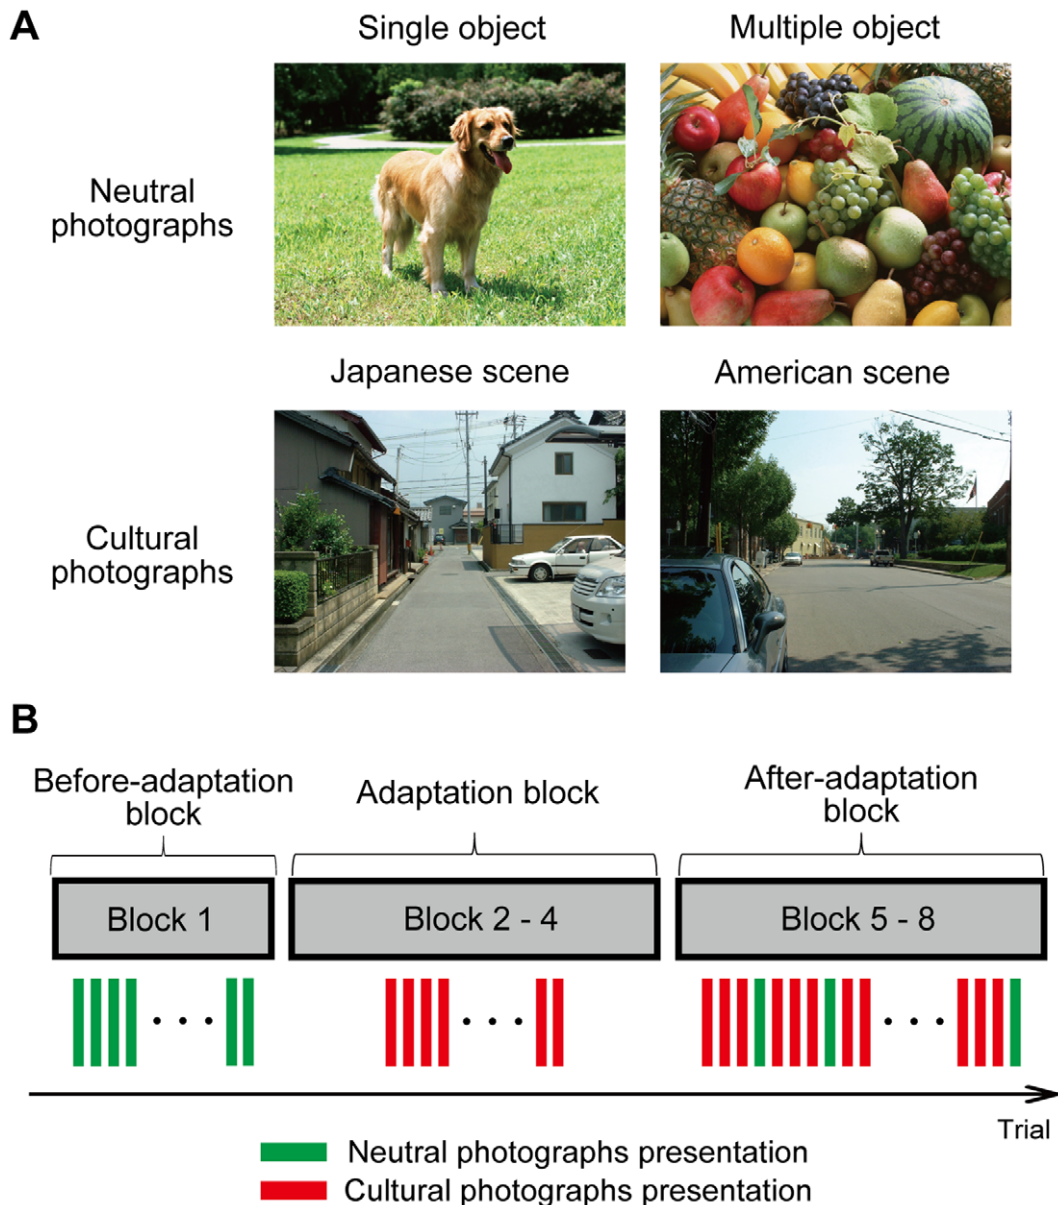 A
Single object
Multiple object
Neutral
photographs
Japanese scene
American scene
Cultural
photographs
B
Before-adaptation
block
Adaptation block
After-adaptation
block
Block 1
Block 2 - 4
Block 5 - 8
Trial
Neutral photographs presentation
Cultural photographs presentation